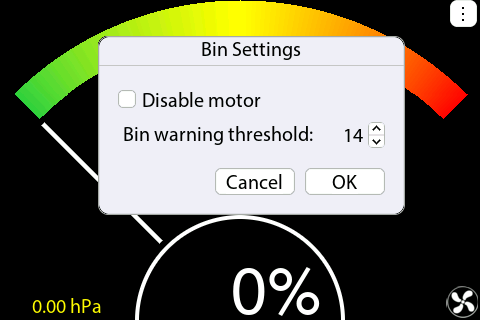 Bin Settings
Disable motor
Bin warning threshold: 14
Cancel OK
0%
0.00 hPa